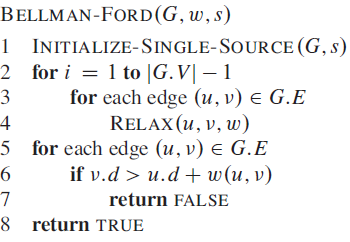 BELLMAN-FORD(G, w, s)
1 INITIALIZE-SINGLE-SOURCE(G, s)
2 for i = 1 to |G.V| − 1
3 for each edge (u, v) ∈ G.E
4 RELAX(u, v, w)
5 for each edge (u, v) ∈ G.E
6 if v.d > u.d + w(u, v)
7 return FALSE
8 return TRUE